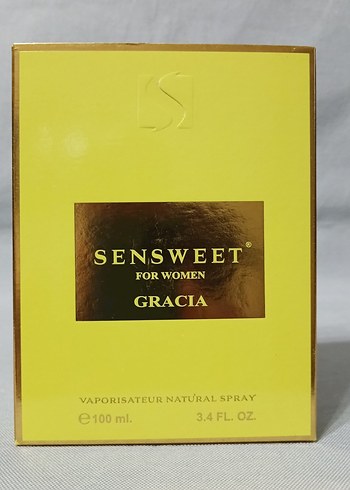 S
SENSWEET®
FOR WOMEN
GRACIA
VAPORISATEUR NATURAL SPRAY
℮100 ml. 3.4 FL. OZ.